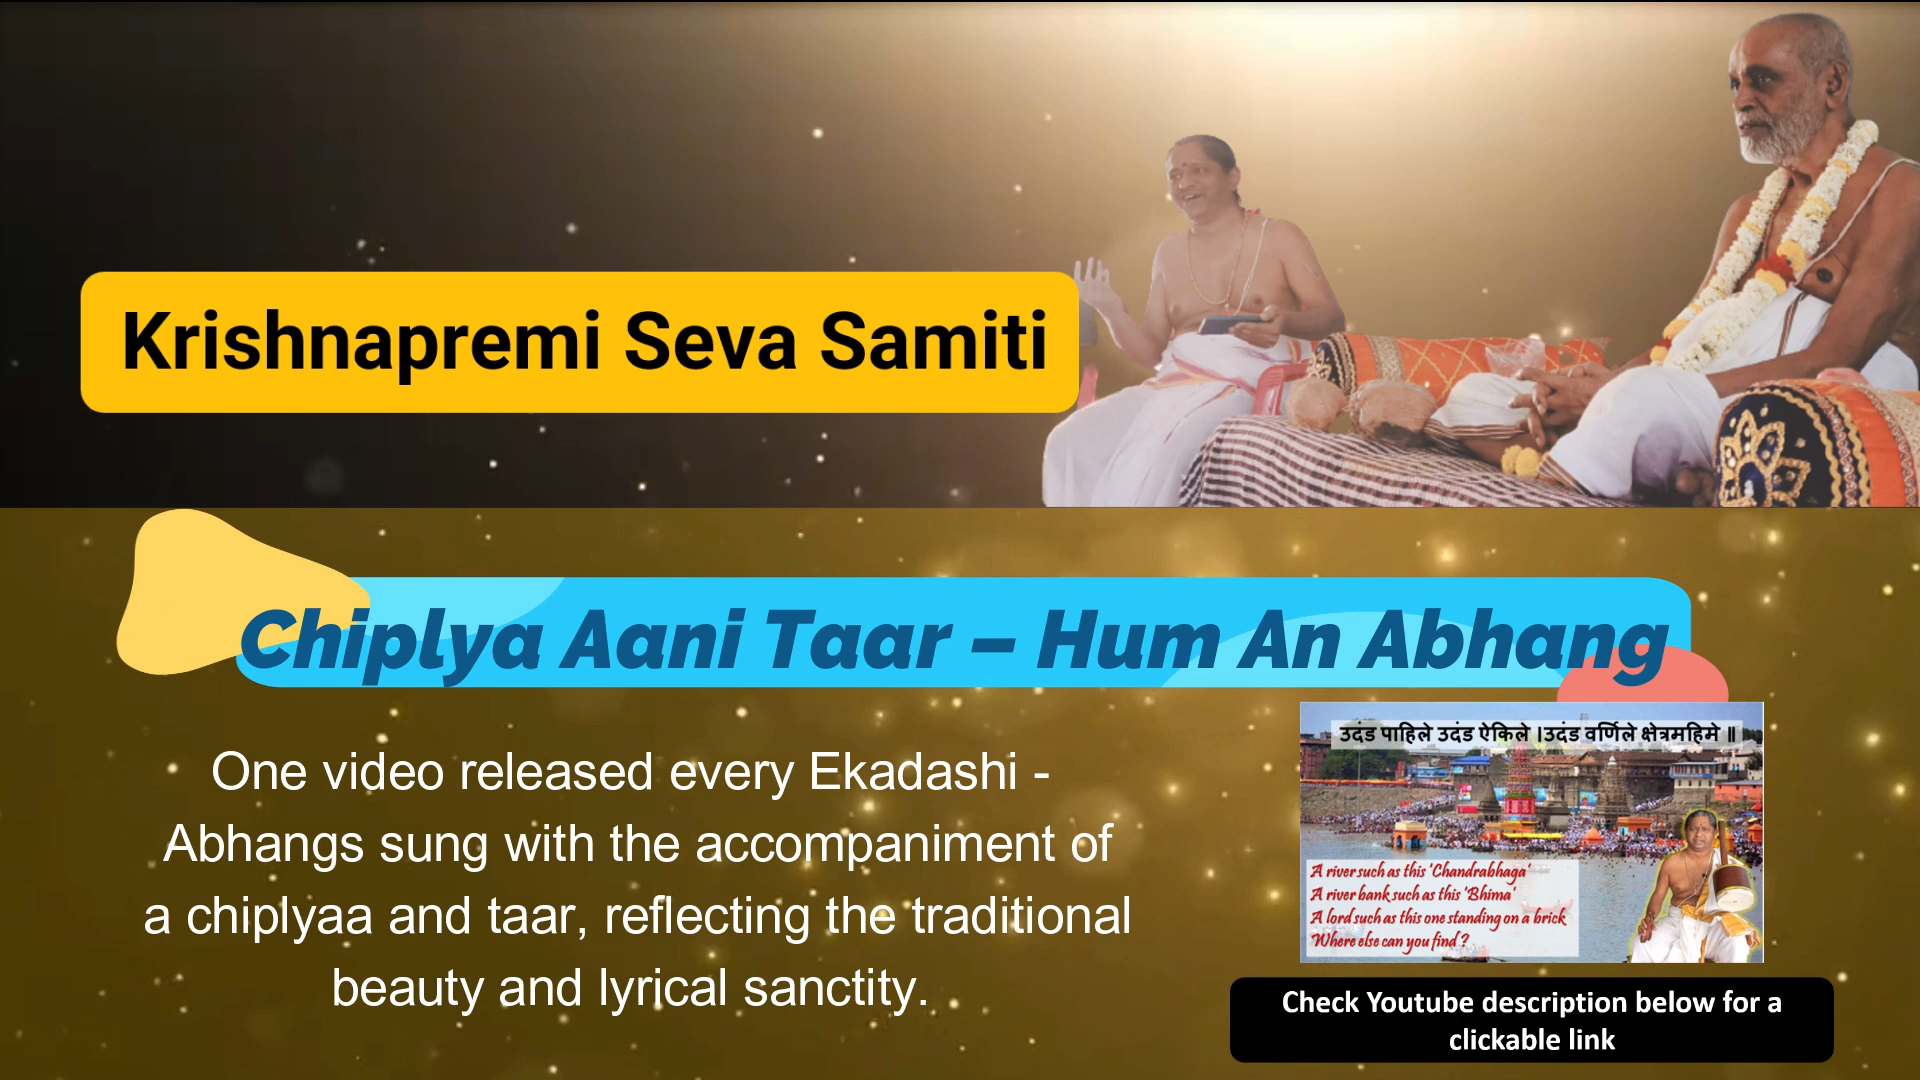 Krishnapremi Seva Samiti
Chiplya Aani Taar – Hum An Abhang
One video released every Ekadashi -
Abhangs sung with the accompaniment of
a chiplyaa and taar, reflecting the traditional
beauty and lyrical sanctity.
उदंड पाहिले उदंड ऐकिले ।उदंड वर्णिले क्षेत्रमहिमे ॥
A river such as this 'Chandrabhaga'
A river bank such as this 'Bhima'
A lord such as this one standing on a brick
Where else can you find ?
Check Youtube description below for a
clickable link